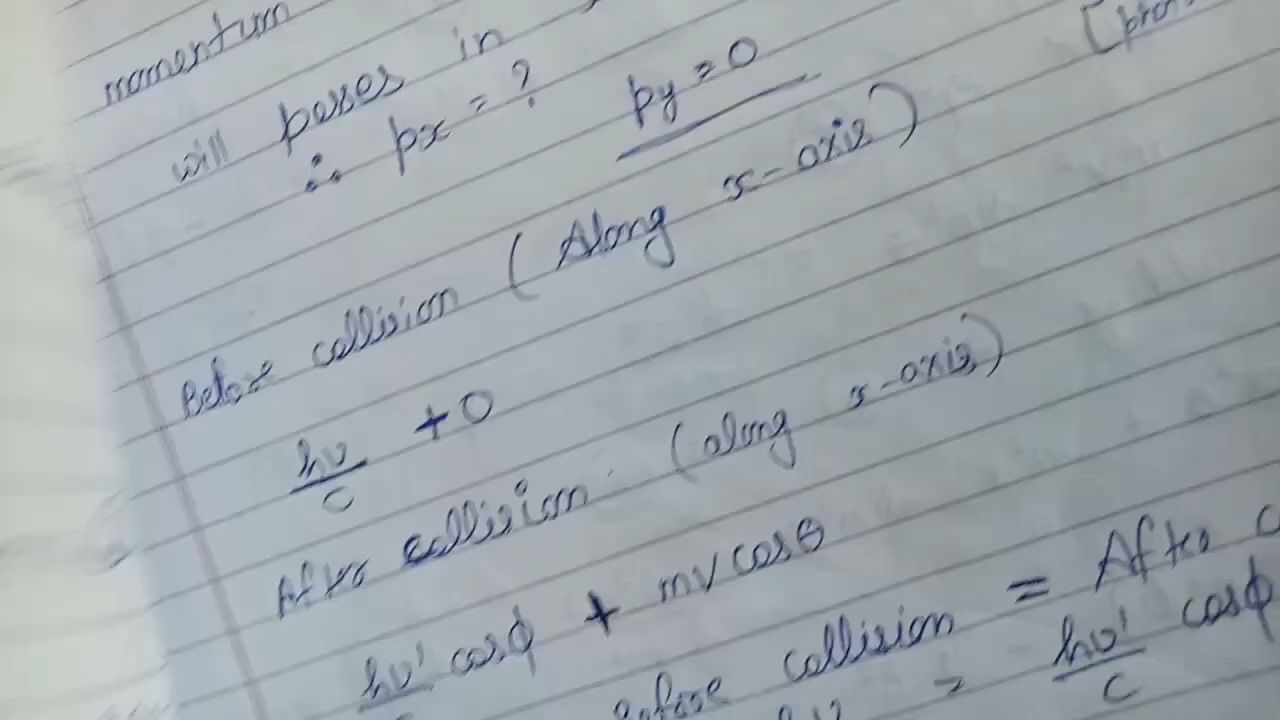 momentum
will posses in
∴ px = ? py = 0
Before collision (Along x-axis)
hν/c + 0
After collision (along x-axis)
hν' cosφ + mv cosθ
Before collision = After
= hν'/c cosφ